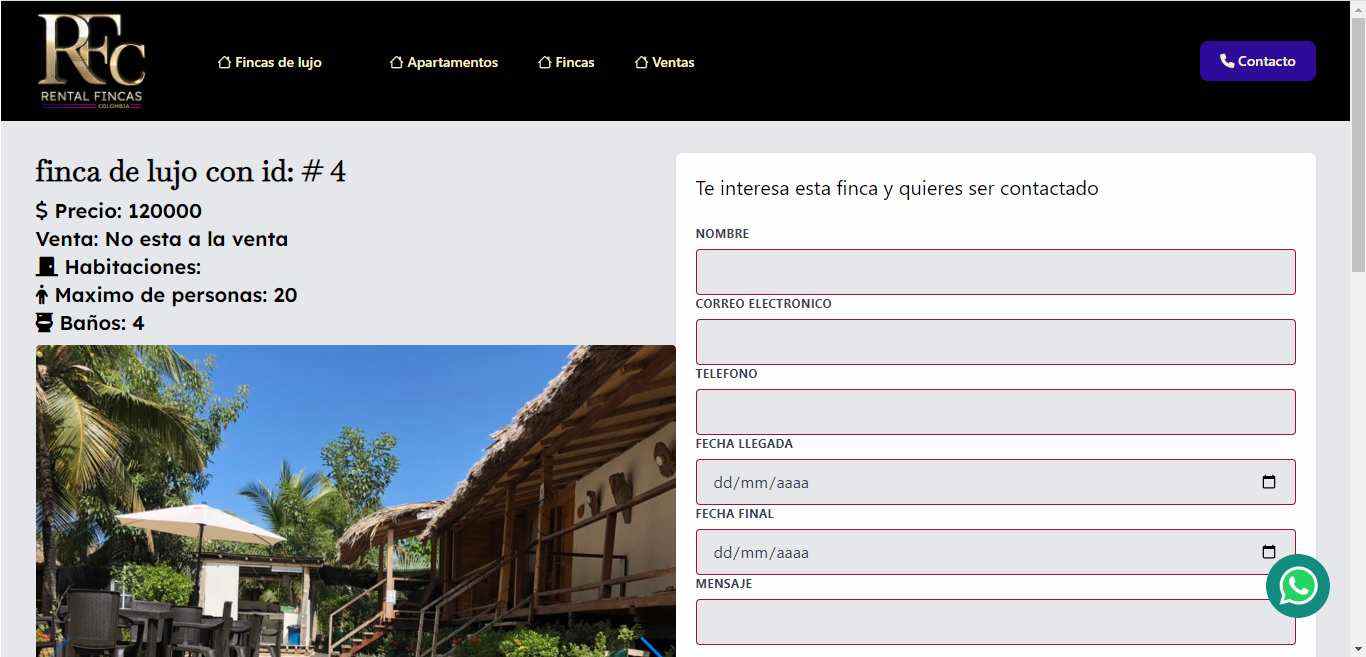 RFC
RENTAL FINCAS
COLOMBIA
Fincas de lujo
Apartamentos
Fincas
Ventas
Contacto
finca de lujo con id: # 4
$ Precio: 120000
Venta: No esta a la venta
Habitaciones:
Maximo de personas: 20
Baños: 4
Te interesa esta finca y quieres ser contactado
NOMBRE
CORREO ELECTRONICO
TELEFONO
FECHA LLEGADA
dd/mm/aaaa
FECHA FINAL
dd/mm/aaaa
MENSAJE